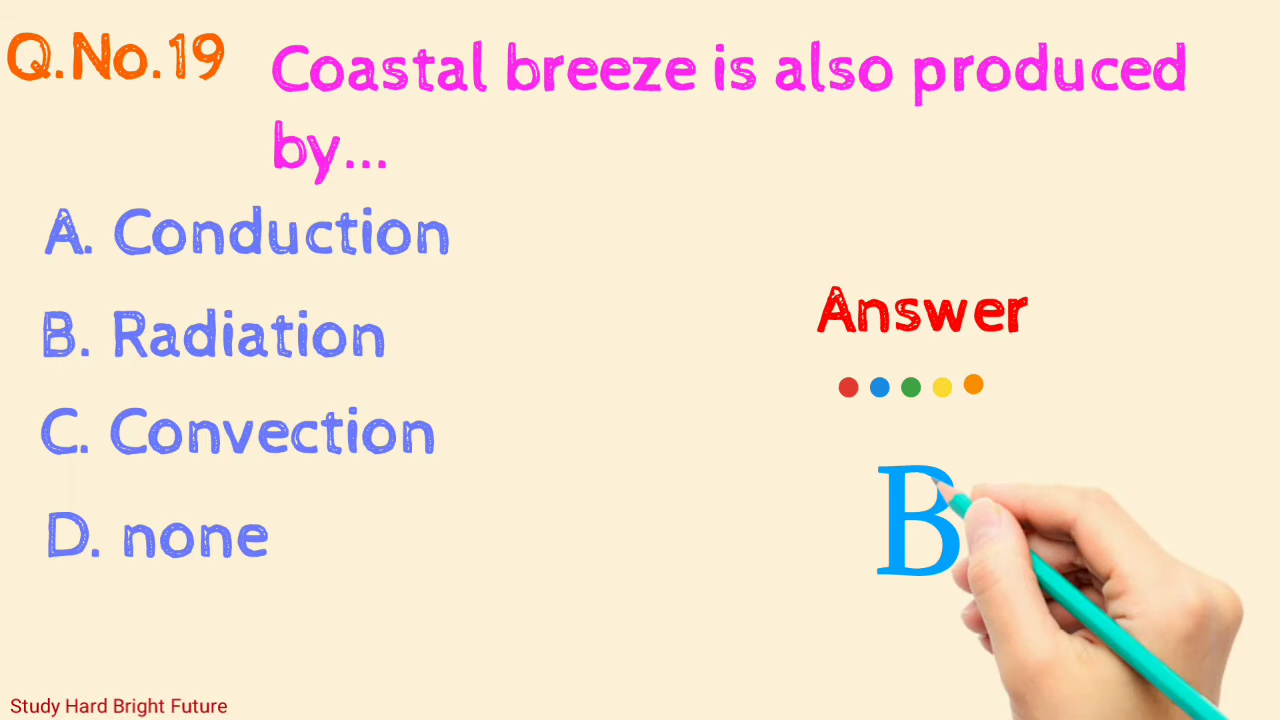 Q.No.19
Coastal breeze is also produced
by...
A. Conduction
B. Radiation
C. Convection
D. none
Answer
B
Study Hard Bright Future